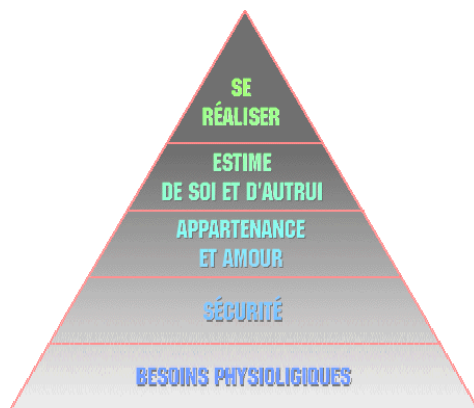 SE
RÉALISER
ESTIME
DE SOI ET D'AUTRUI
APPARTENANCE
ET AMOUR
SÉCURITÉ
BESOINS PHYSIOLIGIQUES